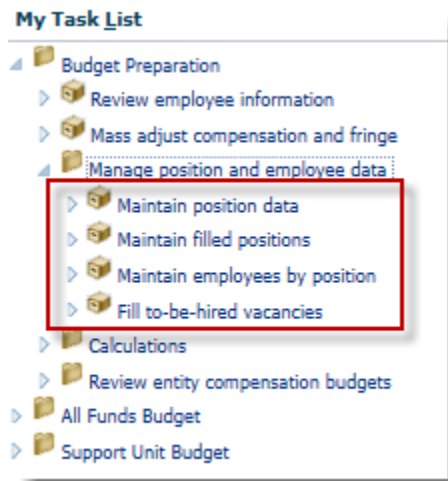 My Task List
Budget Preparation
Review employee information
Mass adjust compensation and fringe
Manage position and employee data
Maintain position data
Maintain filled positions
Maintain employees by position
Fill to-be-hired vacancies
Calculations
Review entity compensation budgets
All Funds Budget
Support Unit Budget